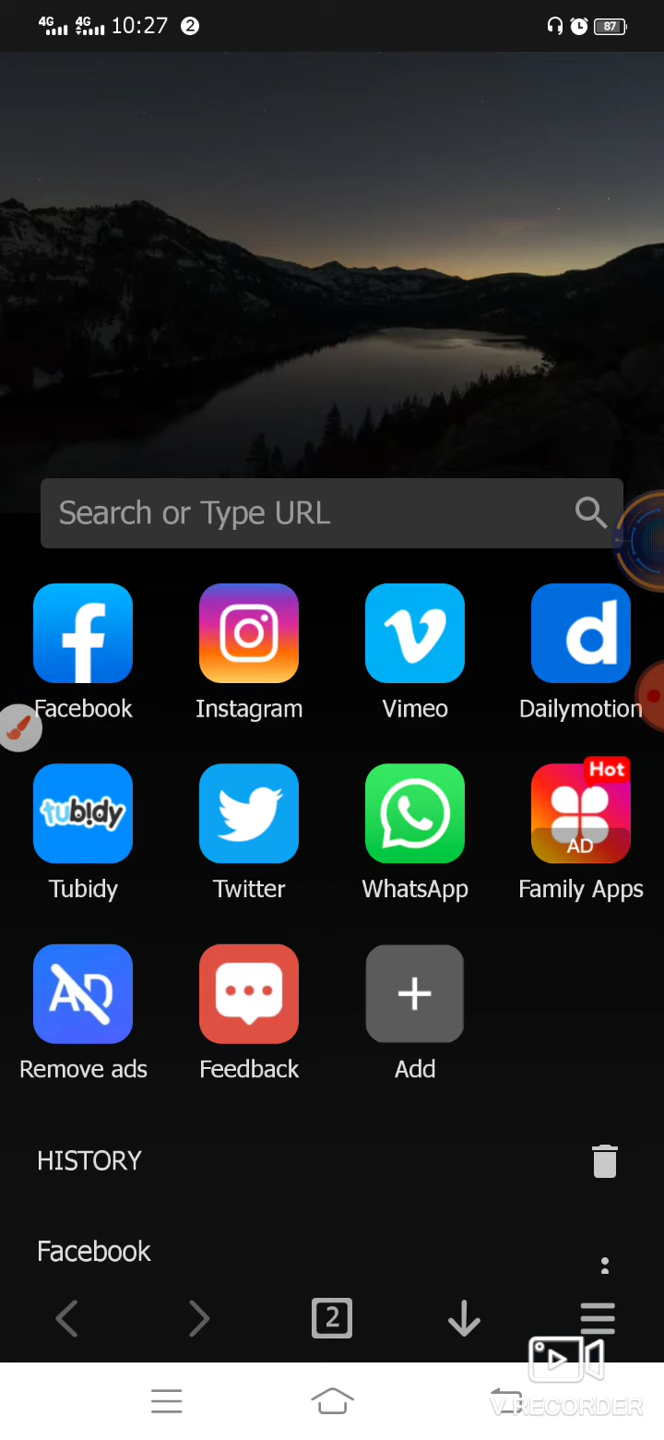 4G 4G 10:27 2 87
Search or Type URL
Facebook Instagram Vimeo Dailymotion
Hot
tubidy AD
Tubidy Twitter WhatsApp Family Apps
AD
Remove ads Feedback Add
HISTORY
Facebook
2
V RECORDER